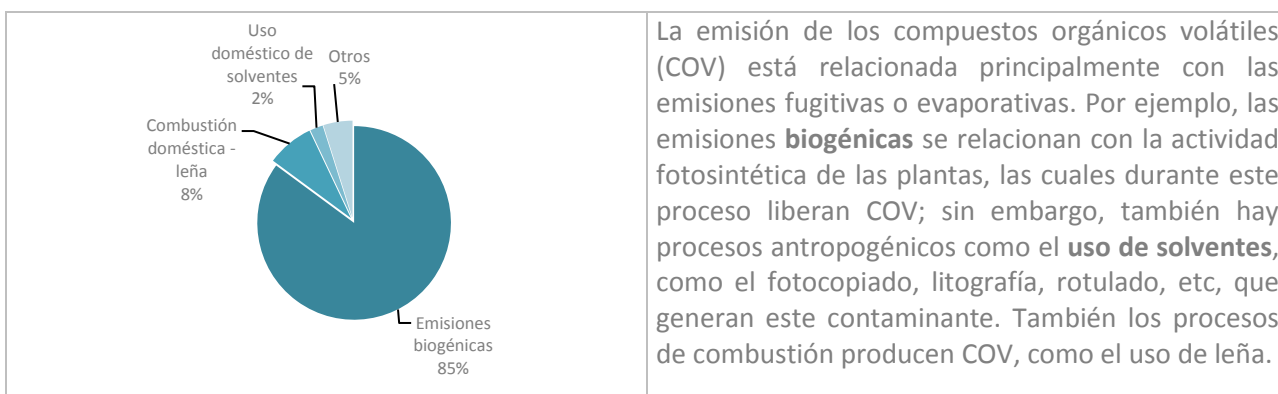 Uso
doméstico de
solventes
2%
Otros
5%
Combustión
doméstica -
leña
8%
Emisiones
biogénicas
85%
La emisión de los compuestos orgánicos volátiles
(COV) está relacionada principalmente con las
emisiones fugitivas o evaporativas. Por ejemplo, las
emisiones biogénicas se relacionan con la actividad
fotosintética de las plantas, las cuales durante este
proceso liberan COV; sin embargo, también hay
procesos antropogénicos como el uso de solventes,
como el fotocopiado, litografía, rotulado, etc, que
generan este contaminante. También los procesos
de combustión producen COV, como el uso de leña.